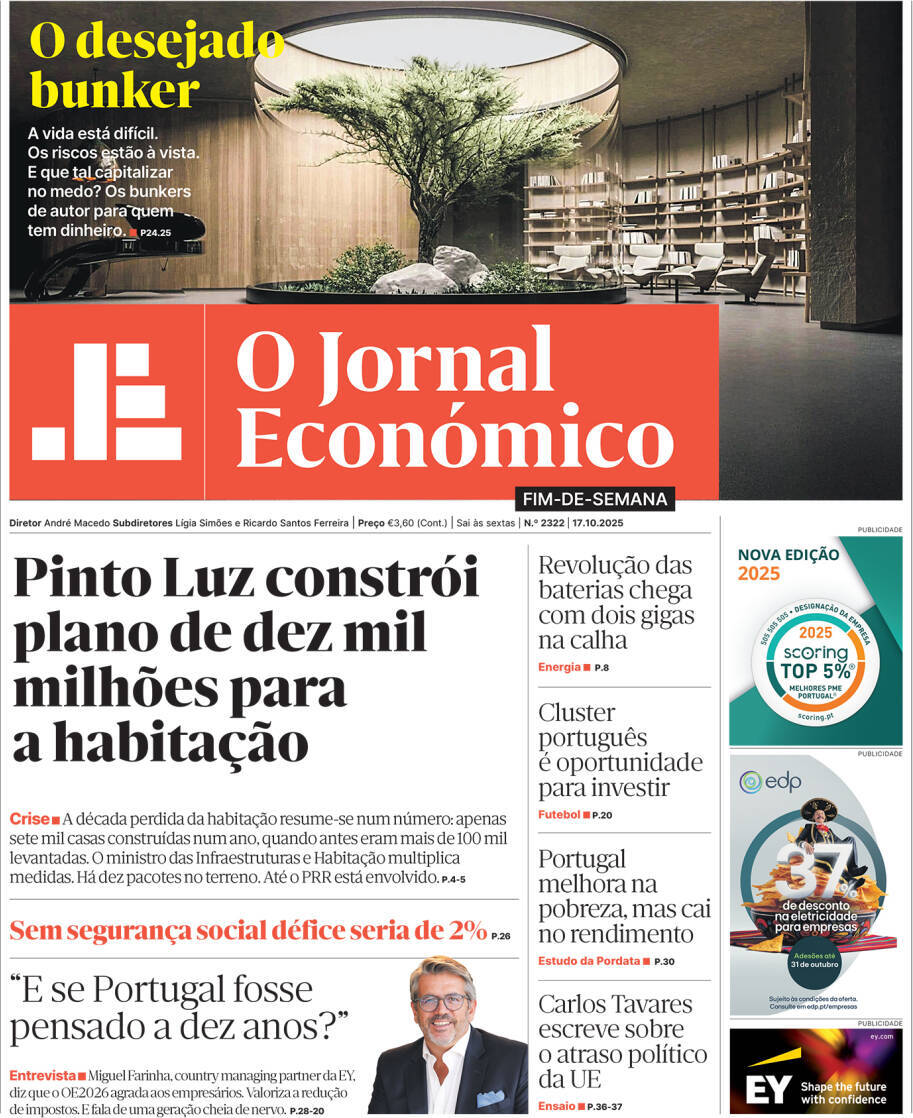 O desejado
bunker
A vida está difícil.
Os riscos estão à vista.
E que tal capitalizar
no medo? Os bunkers
de autor para quem
tem dinheiro. ■ P24.25
O Jornal
Económico
FIM-DE-SEMANA
Diretor André Macedo Subdiretores Lígia Simões e Ricardo Santos Ferreira | Preço €3,60 (Cont.) | Sai às sextas | N.º 2322 | 17.10.2025
Pinto Luz constrói
plano de dez mil
milhões para
a habitação
Crise ■ A década perdida da habitação resume-se num número: apenas
sete mil casas construídas num ano, quando antes eram mais de 100 mil
levantadas. O ministro das Infraestruturas e Habitação multiplica
medidas. Há dez pacotes no terreno. Até o PRR está envolvido. P.4-5
Sem segurança social défice seria de 2% P.26
“E se Portugal fosse
pensado a dez anos?”
Entrevista ■ Miguel Farinha, country managing partner da EY,
diz que o OE2026 agrada aos empresários. Valoriza a redução
de impostos. E fala de uma geração cheia de nervo. P.28-20
Revolução das
baterias chega
com dois gigas
na calha
Energia ■ P.8
Cluster
português
é oportunidade
para investir
Futebol ■ P.20
Portugal
melhora na
pobreza, mas cai
no rendimento
Estudo da Pordata ■ P.30
Carlos Tavares
escreve sobre
o atraso político
da UE
Ensaio ■ P.36-37
PUBLICIDADE
NOVA EDIÇÃO
2025
505 505 505 • DESIGNAÇÃO DA EMPRESA
2025
scoring
TOP 5%®
MELHORES PME
PORTUGAL®
scoring.pt
PUBLICIDADE
edp
37%
de desconto
na eletricidade
para empresas
Adesões até
31 de outubro
Sujeito às condições da oferta.
Consulte em edp.pt/empresas
PUBLICIDADE
ey.com
EY
Shape the future
with confidence